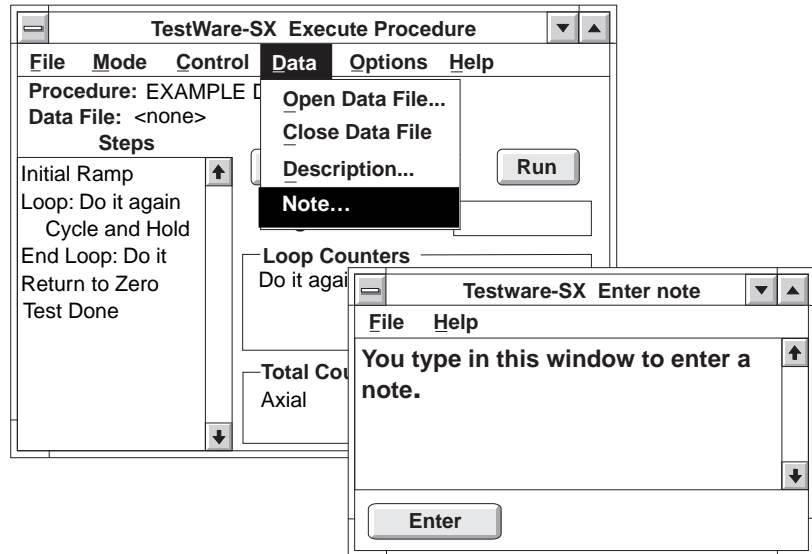 TestWare-SX Execute Procedure
File Mode Control Data Options Help
Procedure: EXAMPLE
Data File: <none>
Open Data File...
Close Data File
Description...
Note...
Steps
Initial Ramp
Loop: Do it again
Cycle and Hold
End Loop: Do it
Return to Zero
Test Done
Run
Loop Counters
Do it again
Total
Axial
Testware-SX Enter note
File Help
You type in this window to enter a
note.
Enter